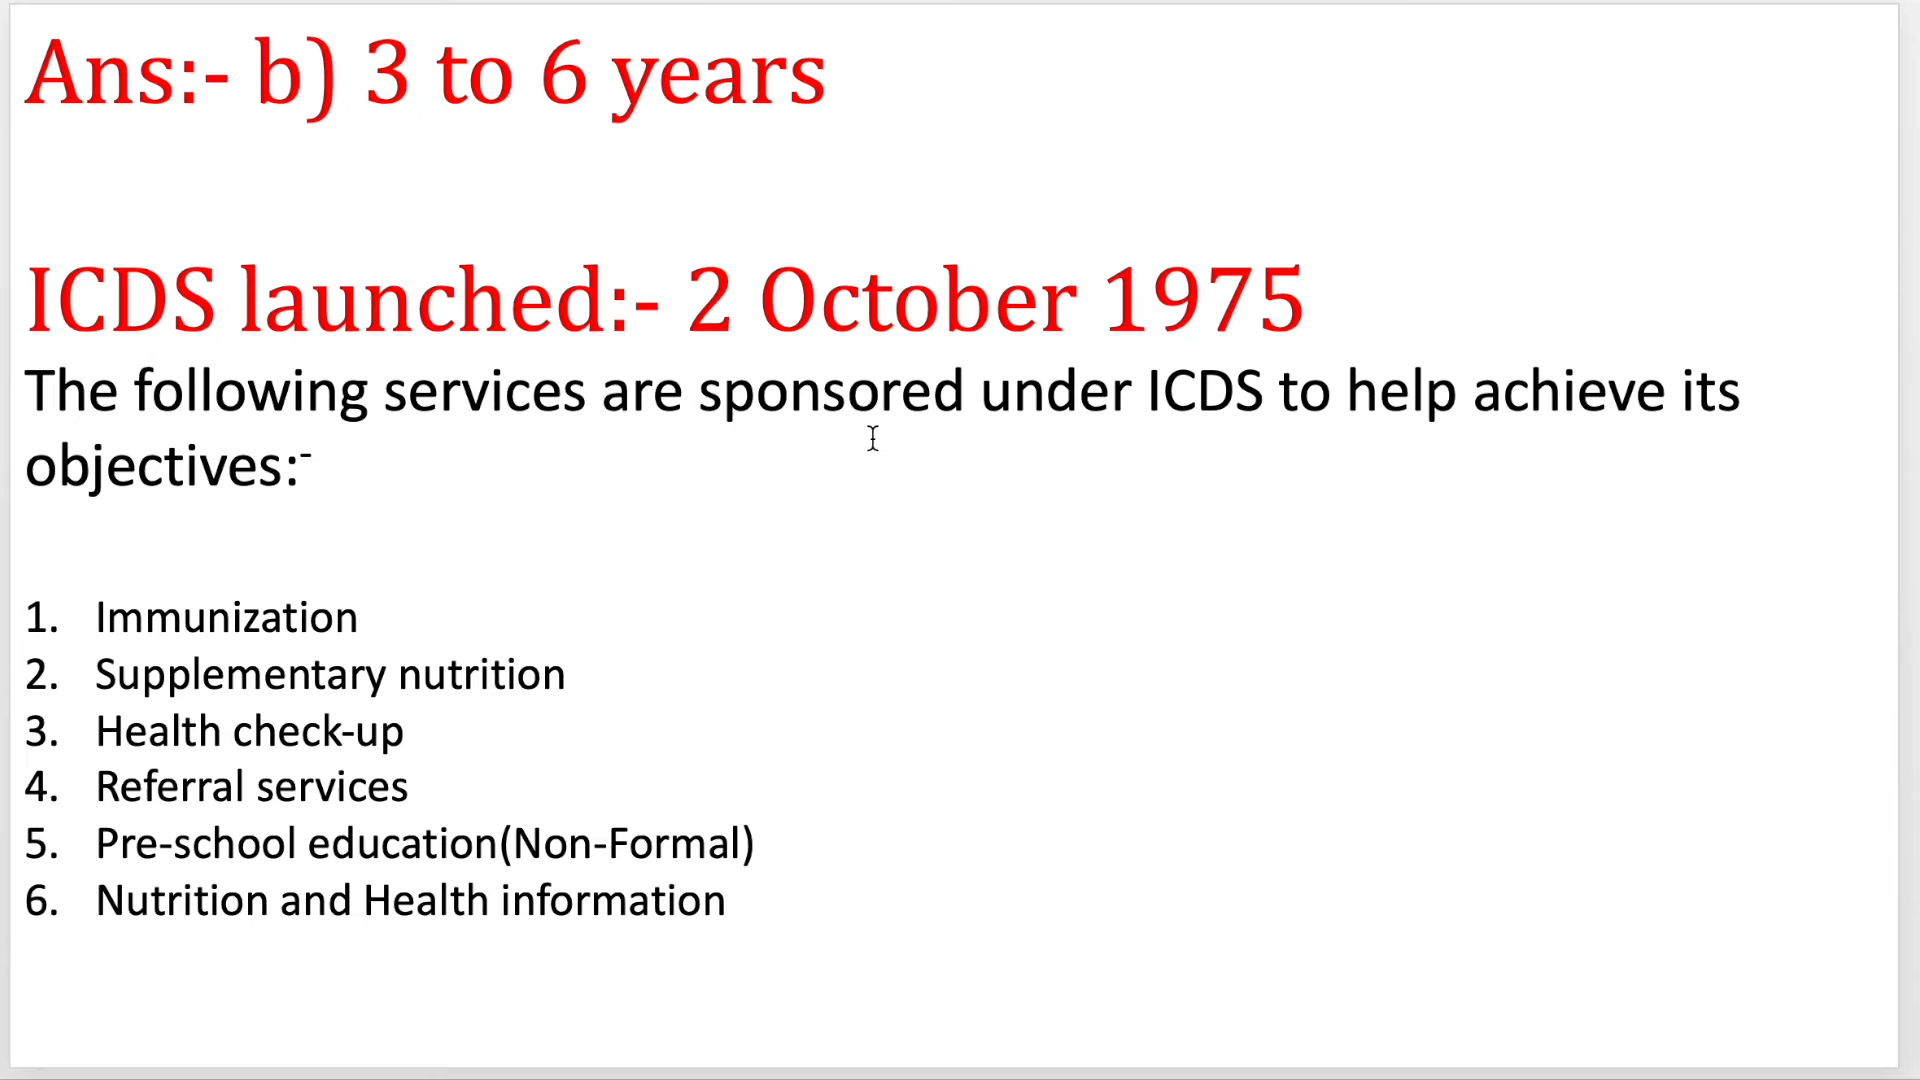 Ans:- b) 3 to 6 years
ICDS launched:- 2 October 1975
The following services are sponsored under ICDS to help achieve its
objectives:-
1. Immunization
2. Supplementary nutrition
3. Health check-up
4. Referral services
5. Pre-school education(Non-Formal)
6. Nutrition and Health information